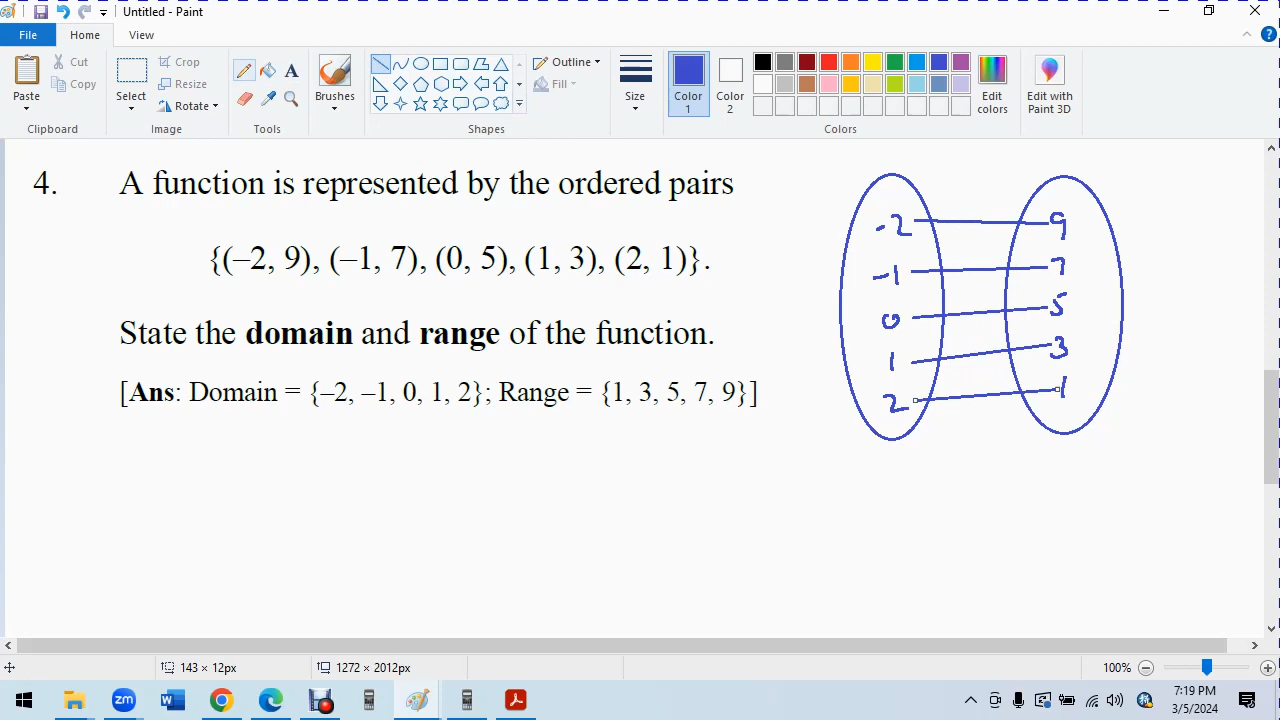 Untitled - Paint
File Home View
Paste Cut Copy Clipboard
Select Crop Resize Rotate Image
Tools
Brushes
Outline Fill Shapes
Size
Color 1 Color 2 Edit colors Colors
Edit with Paint 3D
4. A function is represented by the ordered pairs
{(–2, 9), (–1, 7), (0, 5), (1, 3), (2, 1)}.
State the domain and range of the function.
[Ans: Domain = {–2, –1, 0, 1, 2}; Range = {1, 3, 5, 7, 9}]
-2 9
-1 7
0 5
1 3
2 1
143 × 12px 1272 × 2012px 100%
zm
7:19 PM
3/5/2024